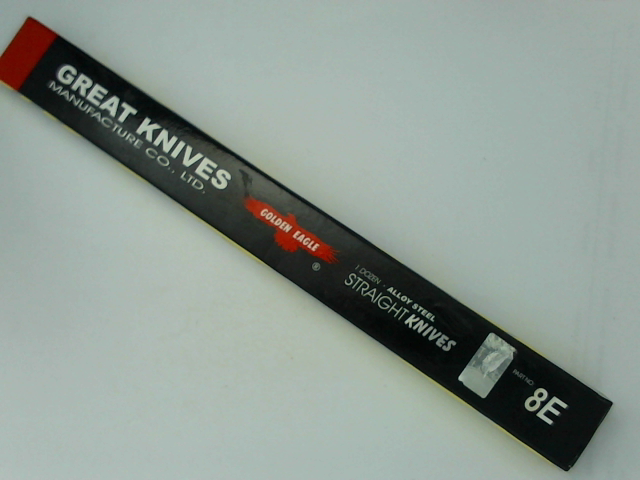 GREAT KNIVES
MANUFACTURE CO., LTD.
GOLDEN EAGLE
®
1 DOZEN - ALLOY STEEL
STRAIGHT KNIVES
PART NO
8E